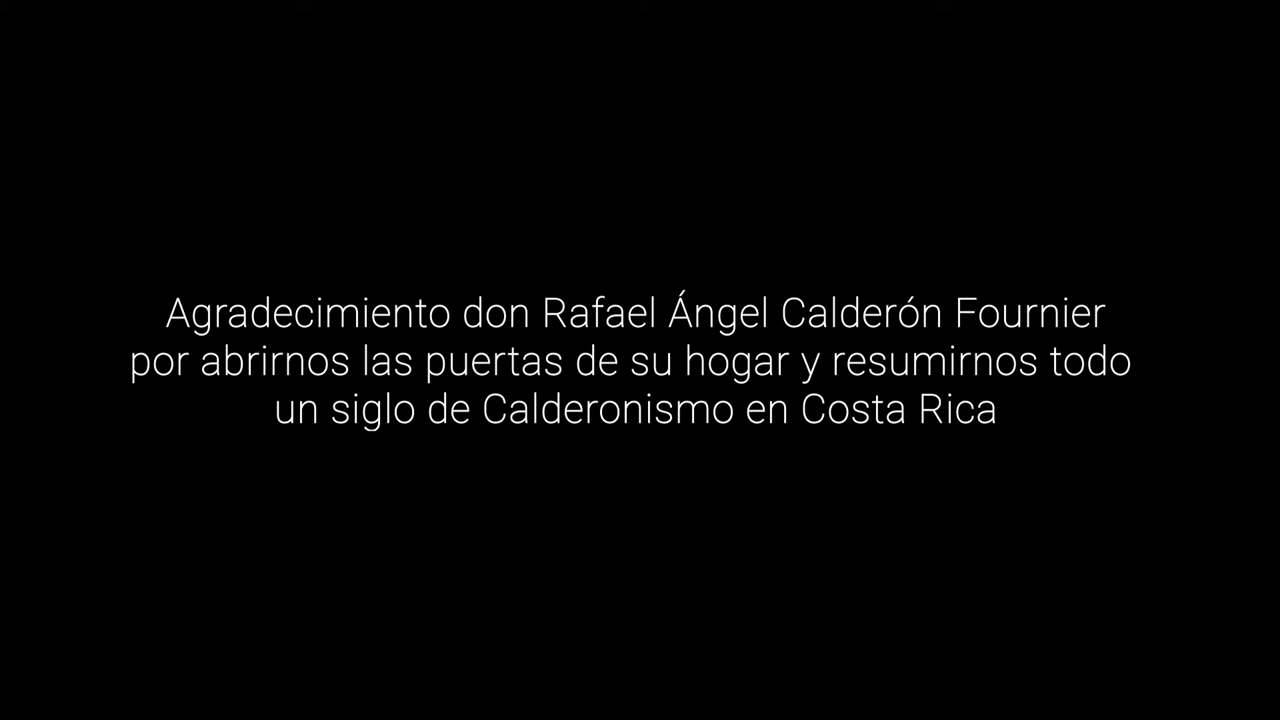 Agradecimiento don Rafael Ángel Calderón Fournier
por abrirnos las puertas de su hogar y resumirnos todo
un siglo de Calderonismo en Costa Rica